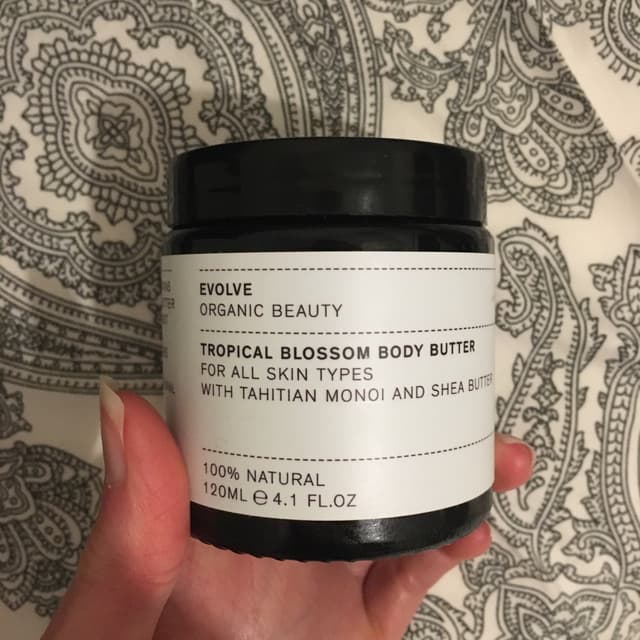 EVOLVE
ORGANIC BEAUTY
TROPICAL BLOSSOM BODY BUTTER
FOR ALL SKIN TYPES
WITH TAHITIAN MONOI AND SHEA BUTTER
100% NATURAL
120ML ℮ 4.1 FL.OZ